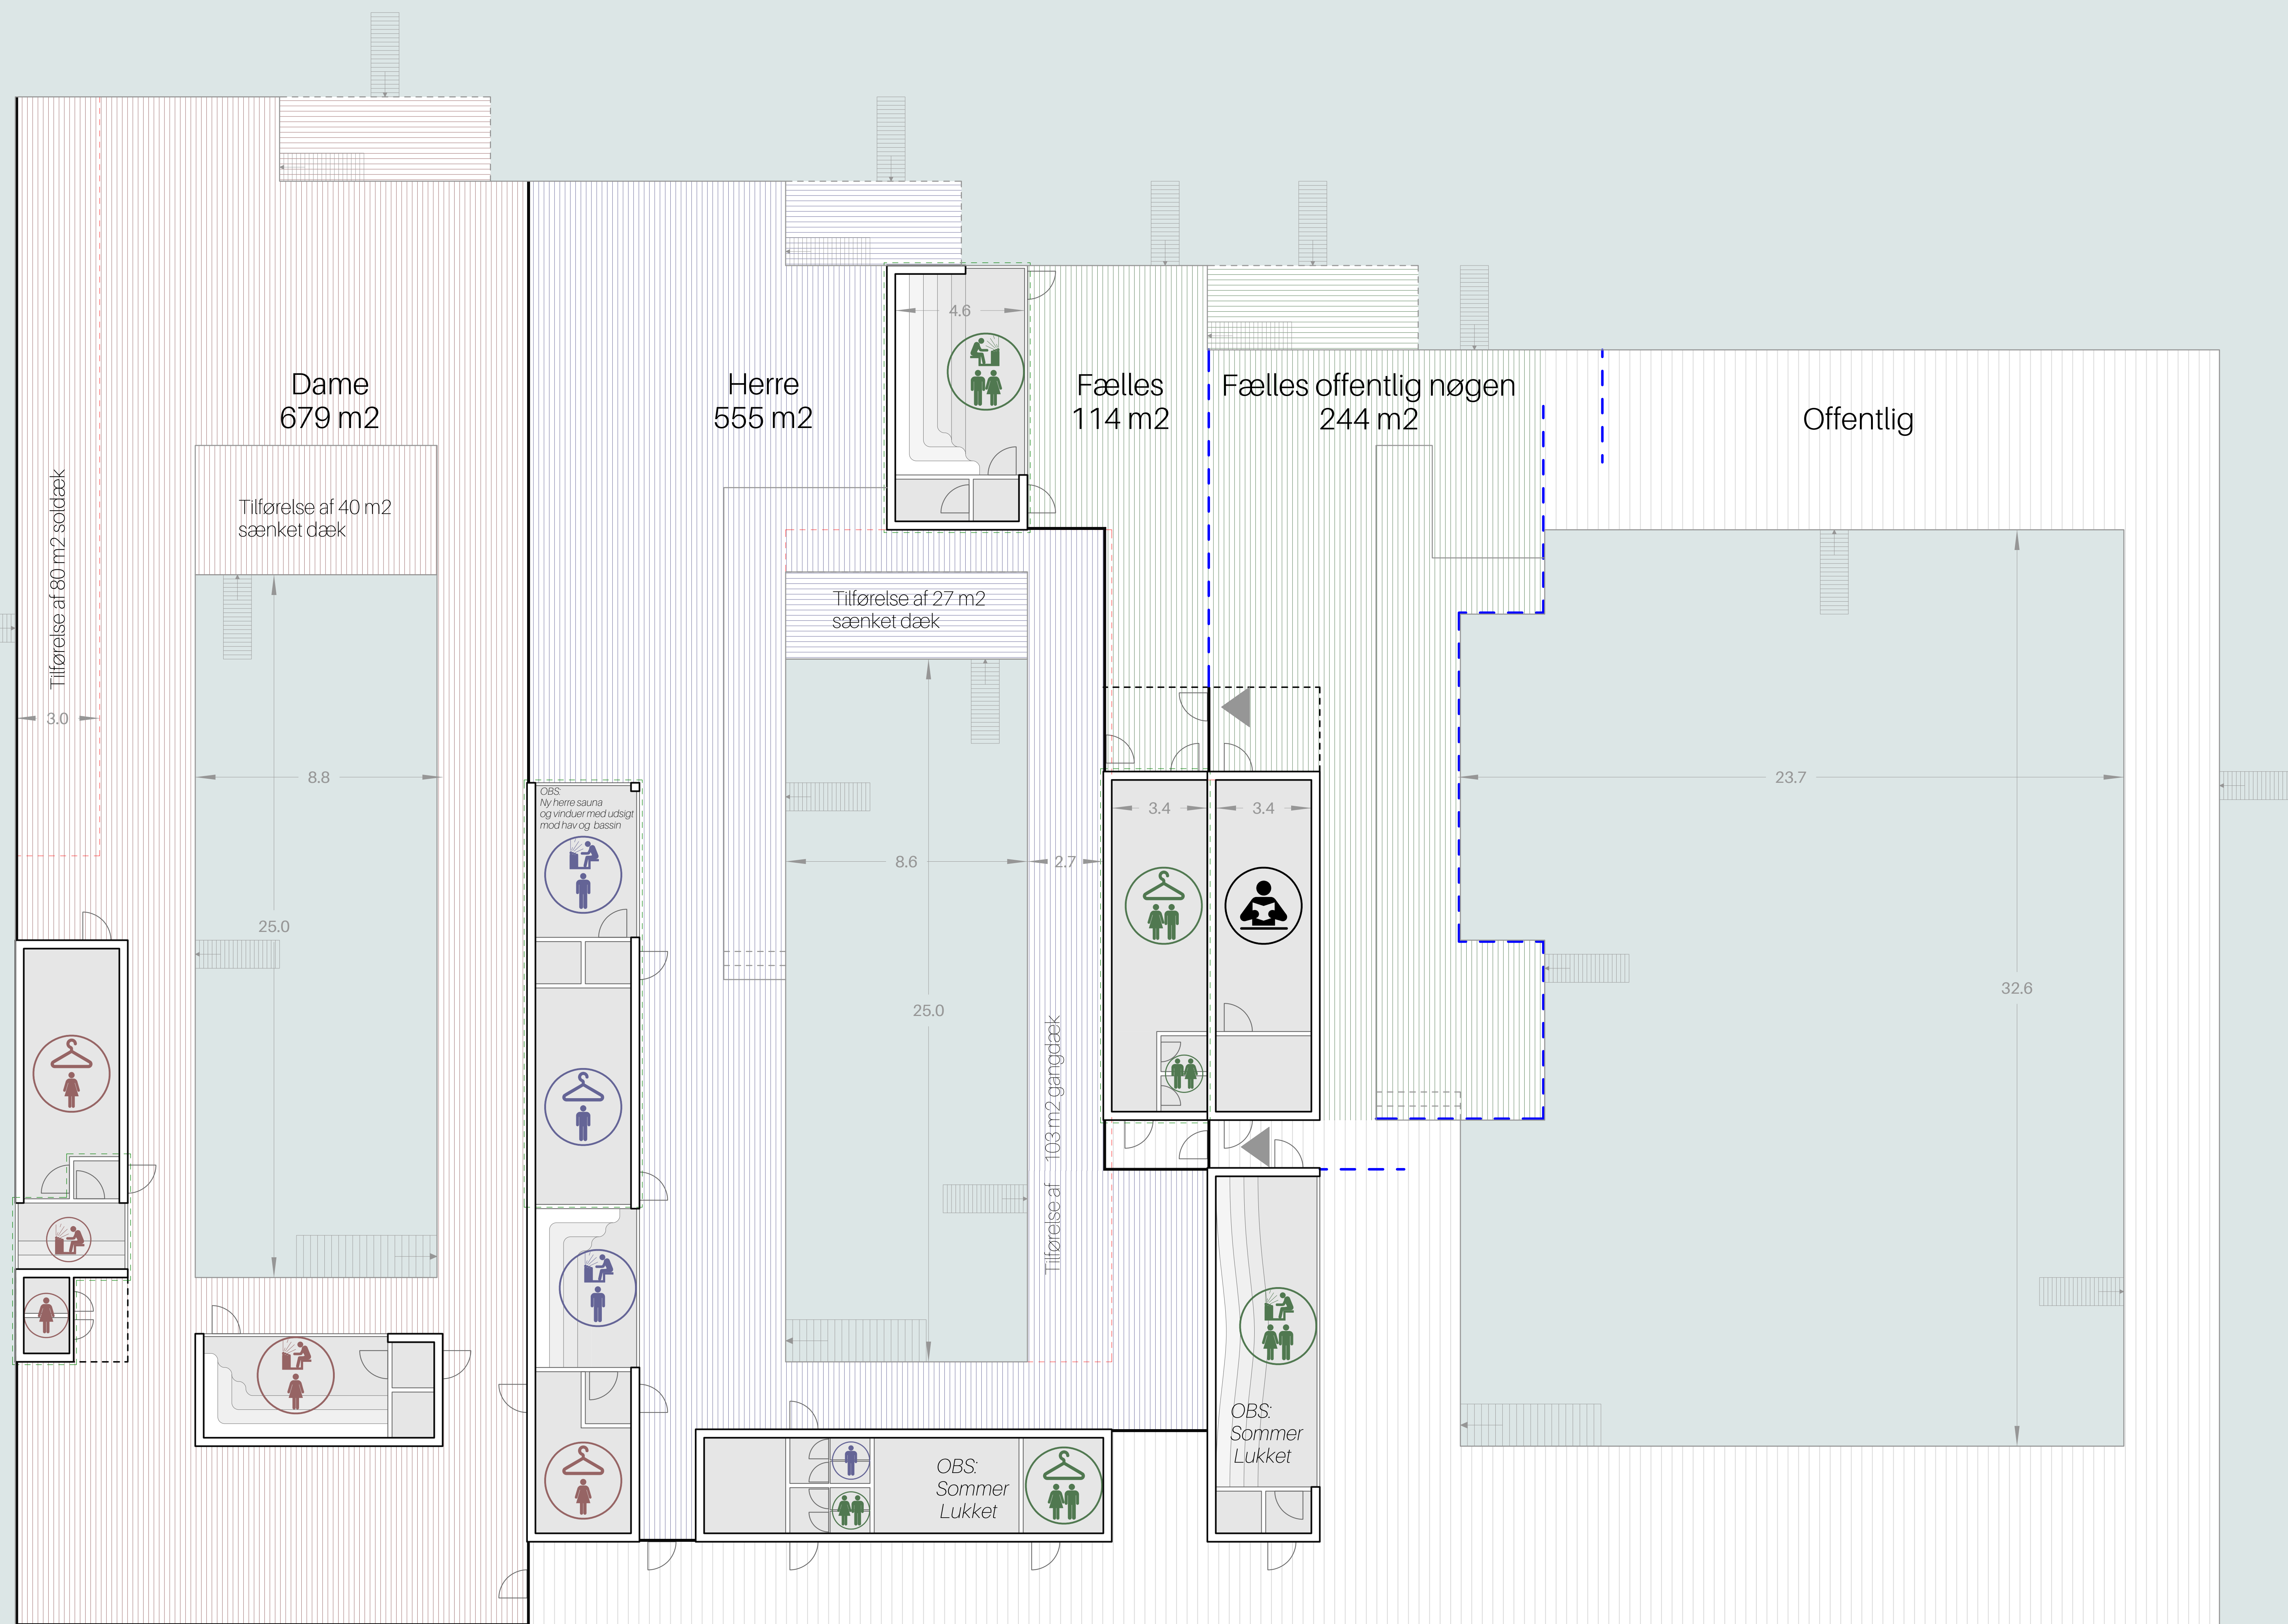 Dame
679 m2
Herre
555 m2
4.6
Fælles
114 m2
Fælles offentlig nøgen
244 m2
Offentlig
Tilførelse af 80 m2 soldæk
Tilførelse af 40 m2
sænket dæk
Tilførelse af 27 m2
sænket dæk
3.0
8.8
25.0
OBS:
Ny herre sauna
og vinduer med udsigt
mod hav og bassin
8.6
2.7
25.0
Tilførelse af 103 m2 gangdæk
3.4
3.4
23.7
32.6
OBS:
Sommer
Lukket
OBS:
Sommer
Lukket